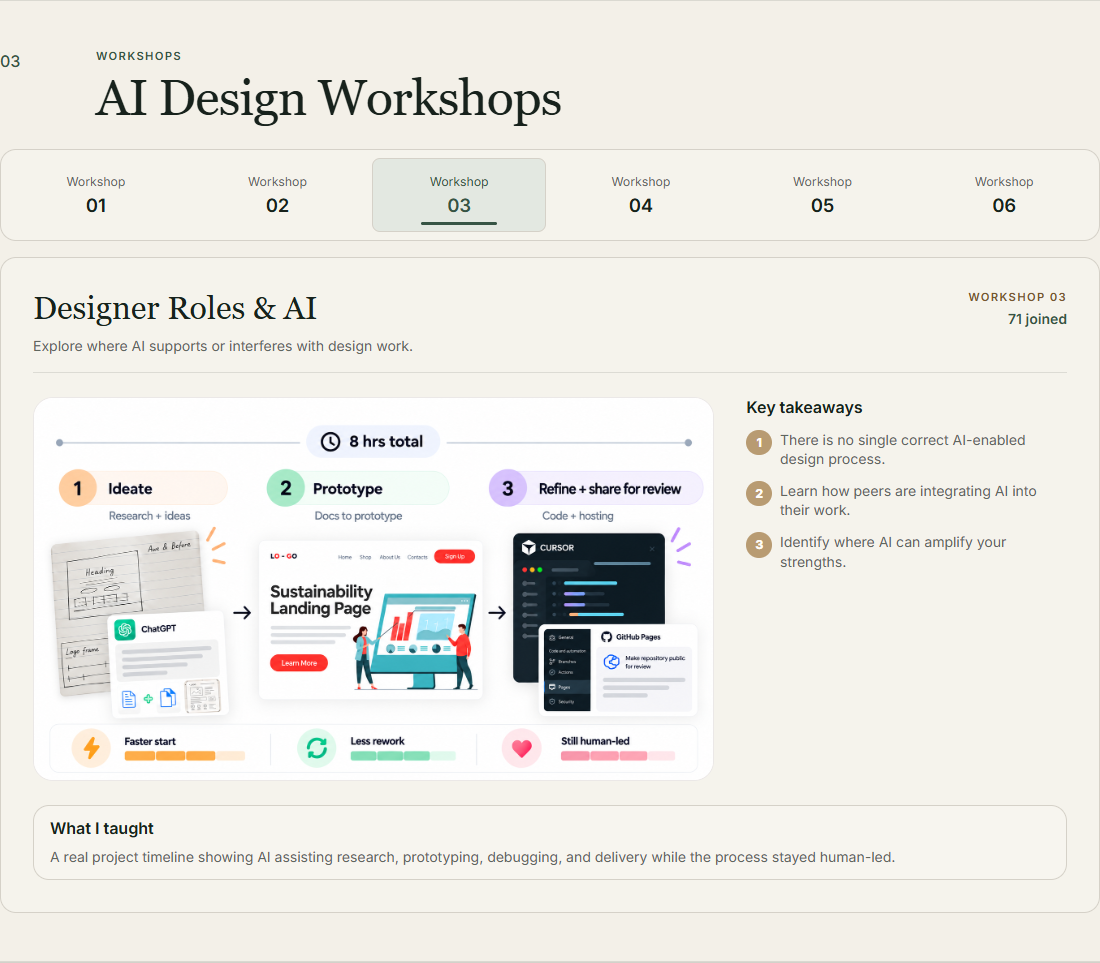 03
WORKSHOPS
AI Design Workshops
Workshop
01
Workshop
02
Workshop
03
Workshop
04
Workshop
05
Workshop
06
Designer Roles & AI
Explore where AI supports or interferes with design work.
WORKSHOP 03
71 joined
8 hrs total
1 Ideate
Research + ideas
2 Prototype
Docs to prototype
3 Refine + share for review
Code + hosting
Heading
Logo frame
ChatGPT
LO - GO
Home Shop About Us Contacts Sign Up
Sustainability
Landing Page
Learn More
CURSOR
General
Code and automation
Branches
Actions
Pages
Security
GitHub Pages
Make repository public
for review
Faster start
Less rework
Still human-led
Key takeaways
1 There is no single correct AI-enabled
design process.
2 Learn how peers are integrating AI into
their work.
3 Identify where AI can amplify your
strengths.
What I taught
A real project timeline showing AI assisting research, prototyping, debugging, and delivery while the process stayed human-led.